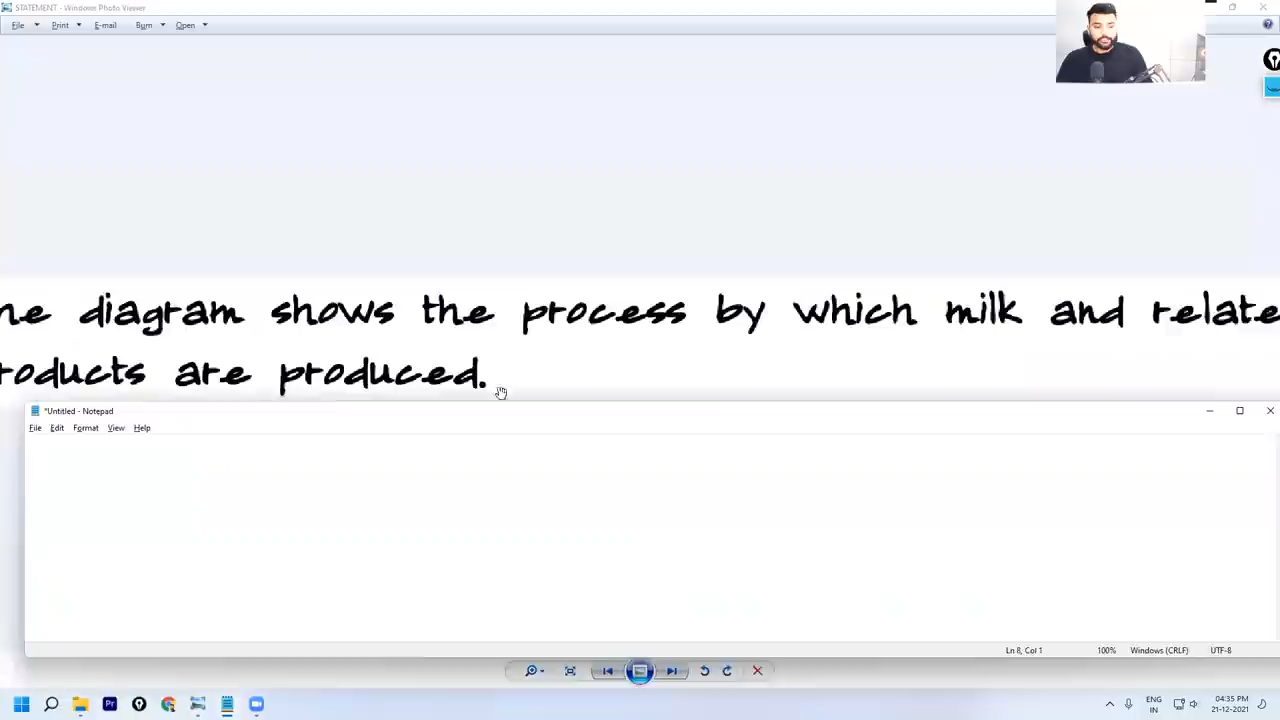 STATEMENT - Windows Photo Viewer
File Print E-mail Burn Open
he diagram shows the process by which milk and relate
roducts are produced.
*Untitled - Notepad
File Edit Format View Help
Ln 8, Col 1 100% Windows (CRLF) UTF-8
Pr ENG 04:35 PM
IN 21-12-2021